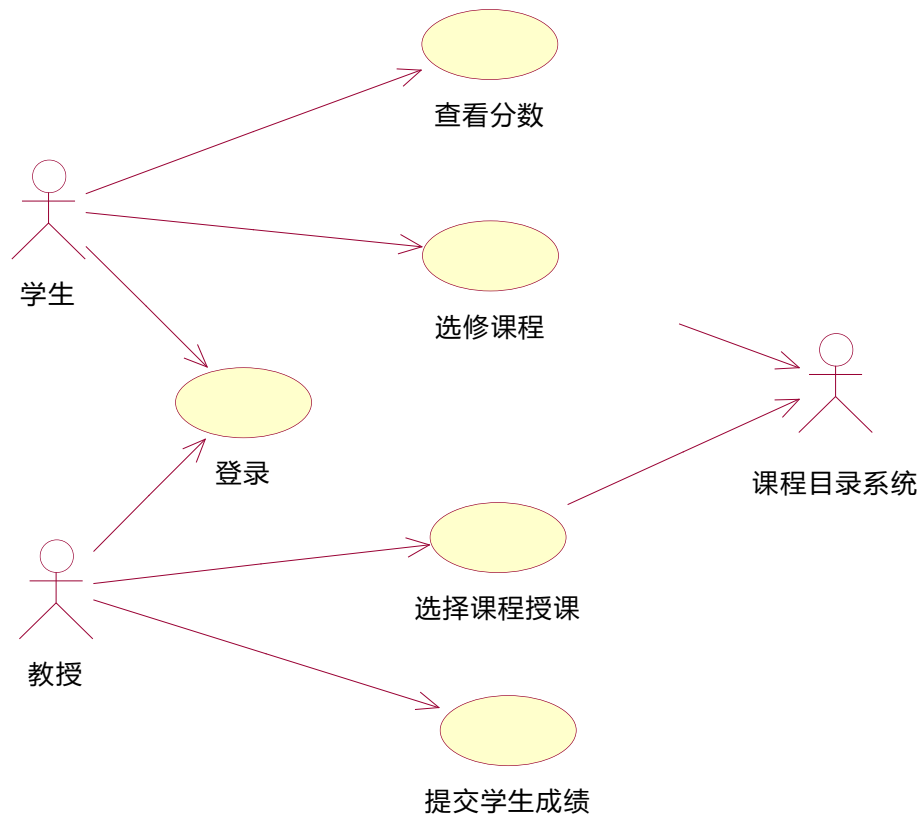 查看分数
学生
选修课程
登录
课程目录系统
选择课程授课
教授
提交学生成绩